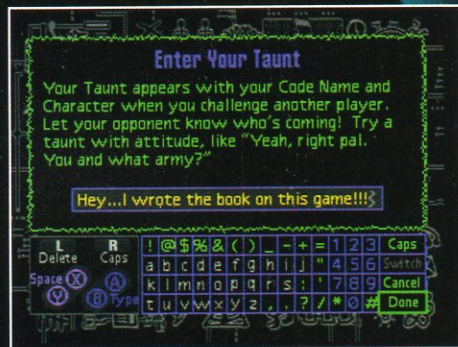 Enter Your Taunt
Your Taunt appears with your Code Name and
Character when you challenge another player.
Let your opponent know who's coming! Try a
taunt with attitude, like "Yeah, right pal.
You and what army?"
Hey...I wrote the book on this game!!!
L R
Delete Caps
Space X A
Y B Type
! @ $ % & ( ) _ - + = 1 2 3 Caps
a b c d e f g h i j " 4 5 6 Switch
k l m n o p q r s : ' 7 8 9 Cancel
t u v w x y z , . ? / * 0 # Done